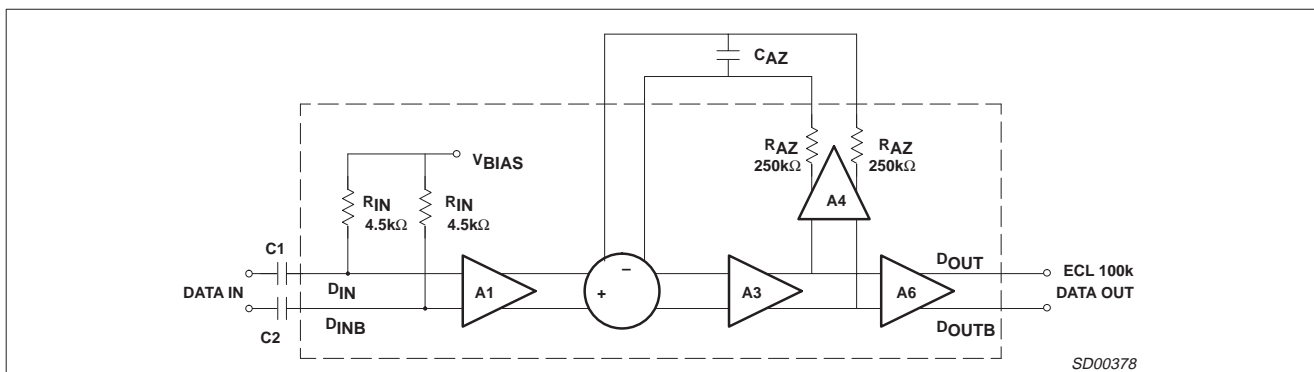 CAZ
RAZ
250kΩ
RAZ
250kΩ
VBIAS
RIN
4.5kΩ
RIN
4.5kΩ
A4
C1
DATA IN
C2
DIN
DINB
A1
−
+
A3
A6
DOUT
DOUTB
ECL 100k
DATA OUT
SD00378